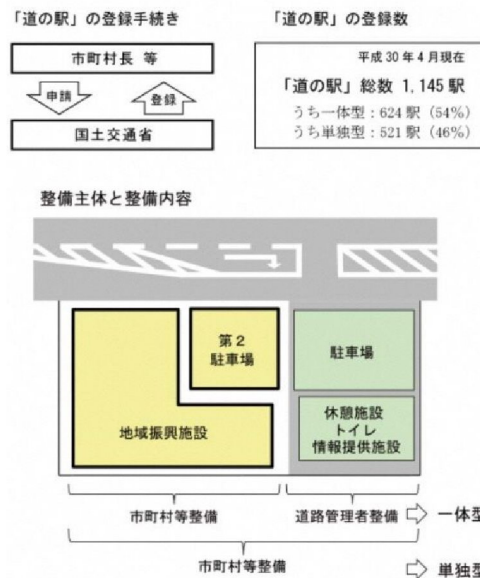 「道の駅」の登録手続き
市町村長 等
申請
登録
国土交通省
「道の駅」の登録数
平成30年4月現在
「道の駅」総数 1,145 駅
うち一体型：624 駅（54%）
うち単独型：521 駅（46%）
整備主体と整備内容
第2
駐車場
地域振興施設
駐車場
休憩施設
トイレ
情報提供施設
市町村等整備
道路管理者整備
一体型
市町村等整備
単独型